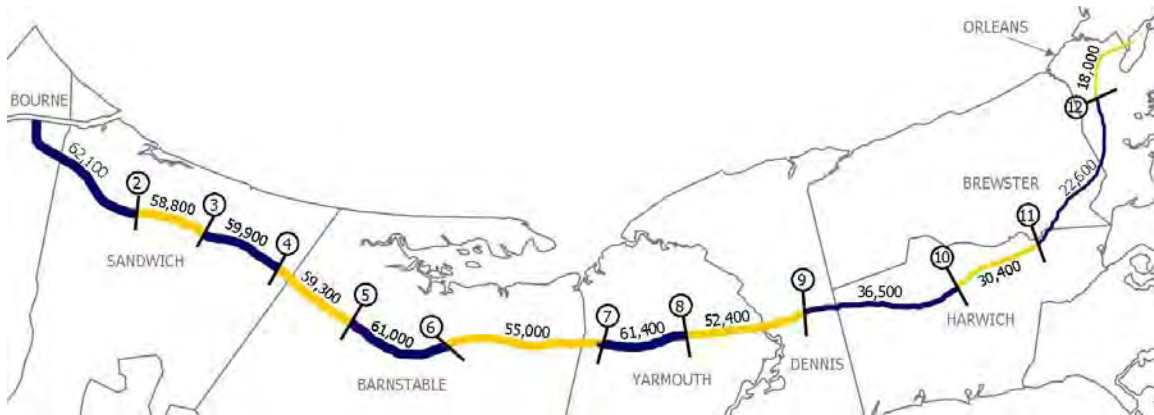 ORLEANS
18,000
BOURNE
12
62,100
22,600
BREWSTER
2
58,800
3
59,900
11
4
SANDWICH
59,300
10
30,400
9
36,500
5
61,000
6
55,000
7
61,400
8
52,400
HARWICH
DENNIS
BARNSTABLE
YARMOUTH